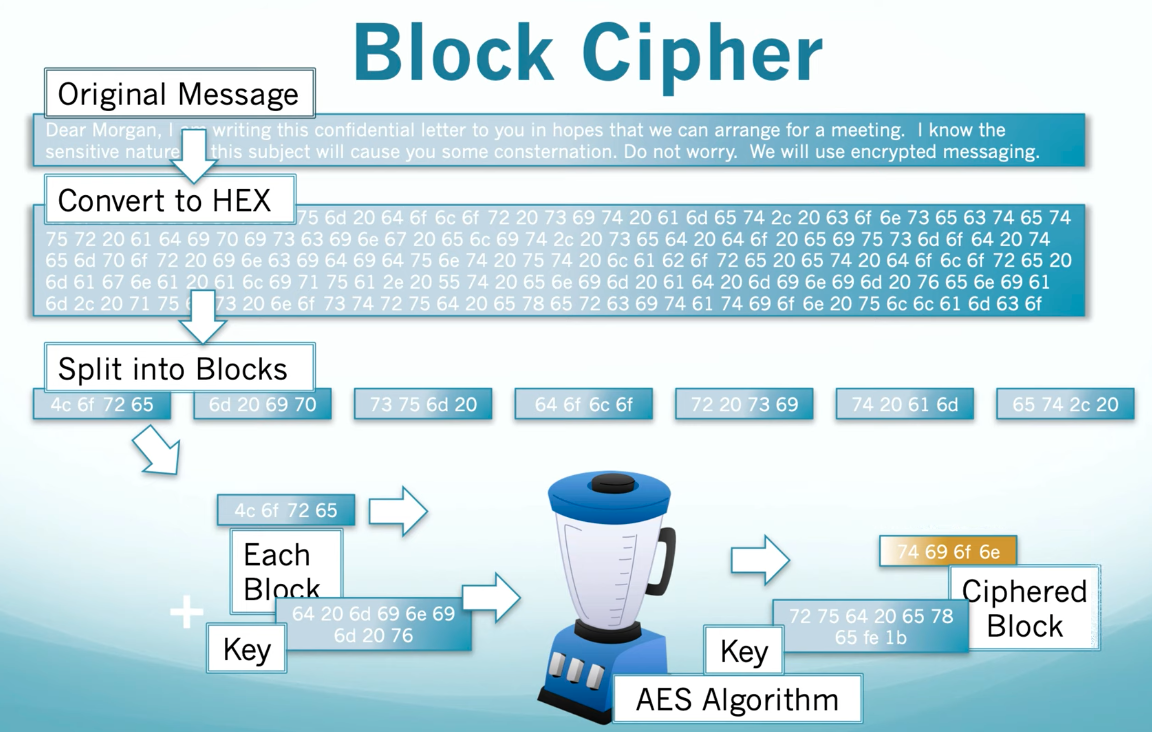 Block Cipher
Original Message
Dear Morgan, I writing this confidential letter to you in hopes that we can arrange for a meeting. I know the
sensitive nature this subject will cause you some consternation. Do not worry. We will use encrypted messaging.
Convert to HEX
75 6d 20 64 6f 6c 6f 72 20 73 69 74 20 61 6d 65 74 2c 20 63 6f 6e 73 65 63 74 65 74
75 72 20 61 64 69 70 69 73 63 69 6e 67 20 65 6c 69 74 2c 20 73 65 64 20 64 6f 20 65 69 75 73 6d 6f 64 20 74
65 6d 70 6f 72 20 69 6e 63 69 64 69 64 75 6e 74 20 75 74 20 6c 61 62 6f 72 65 20 65 74 20 64 6f 6c 6f 72 65 20
6d 61 67 6e 61 20 61 6c 69 71 75 61 2e 20 55 74 20 65 6e 69 6d 20 61 64 20 6d 69 6e 69 6d 20 76 65 6e 69 61
6d 2c 20 71 75 73 20 6e 6f 73 74 72 75 64 20 65 78 65 72 63 69 74 61 74 69 6f 6e 20 75 6c 6c 61 6d 63 6f
Split into Blocks
4c 6f 72 65 6d 20 69 70 73 75 6d 20 64 6f 6c 6f 72 20 73 69 74 20 61 6d 65 74 2c 20
4c 6f 72 65
Each
Block
64 20 6d 69 6e 69
6d 20 76
+
Key
74 69 6f 6e
Ciphered
Block
72 75 64 20 65 78
65 fe 1b
Key
AES Algorithm